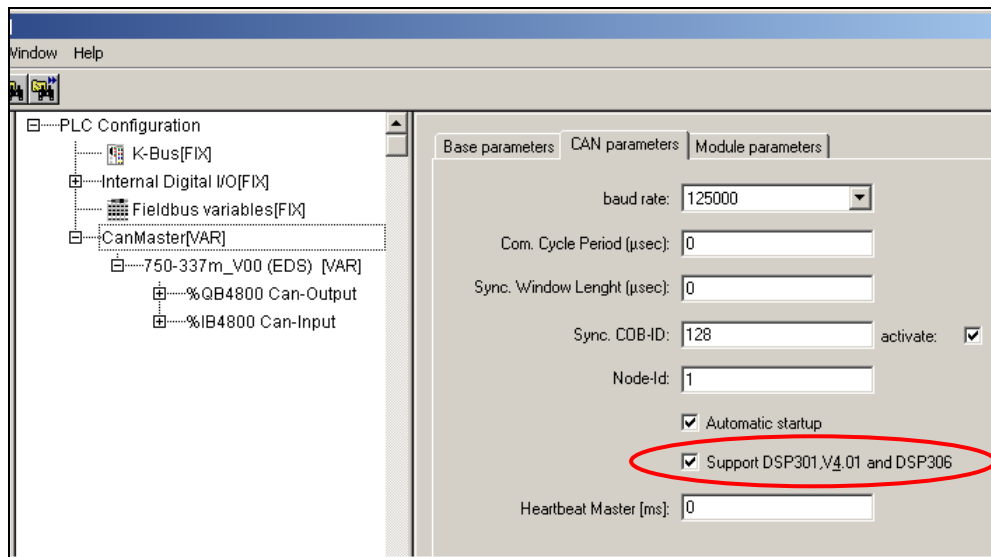 Window Help
PLC Configuration
K-Bus[FIX]
Internal Digital I/O[FIX]
Fieldbus variables[FIX]
CanMaster[VAR]
750-337m_V00 (EDS) [VAR]
%QB4800 Can-Output
%IB4800 Can-Input
Base parameters CAN parameters Module parameters
baud rate: 125000
Com. Cycle Period (µsec): 0
Sync. Window Lenght (µsec): 0
Sync. COB-ID: 128 activate:
Node-Id: 1
Automatic startup
Support DSP301,V4.01 and DSP306
Heartbeat Master [ms]: 0